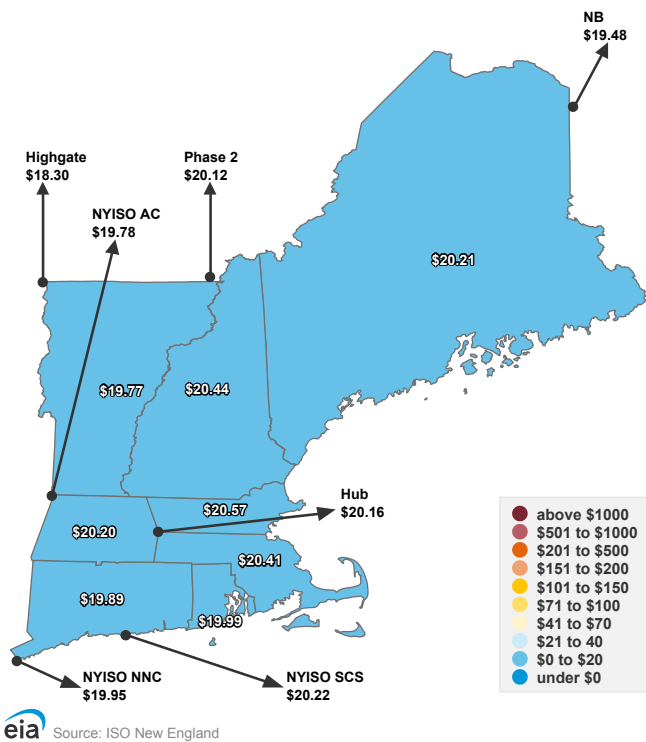 NB
$19.48
Highgate
$18.30
Phase 2
$20.12
NYISO AC
$19.78
$20.21
$19.77
$20.44
Hub
$20.16
$20.57
$20.20
$20.41
$19.89
$19.99
NYISO NNC
$19.95
NYISO SCS
$20.22
above $1000
$501 to $1000
$201 to $500
$151 to $200
$101 to $150
$71 to $100
$41 to $70
$21 to 40
$0 to $20
under $0
eia Source: ISO New England